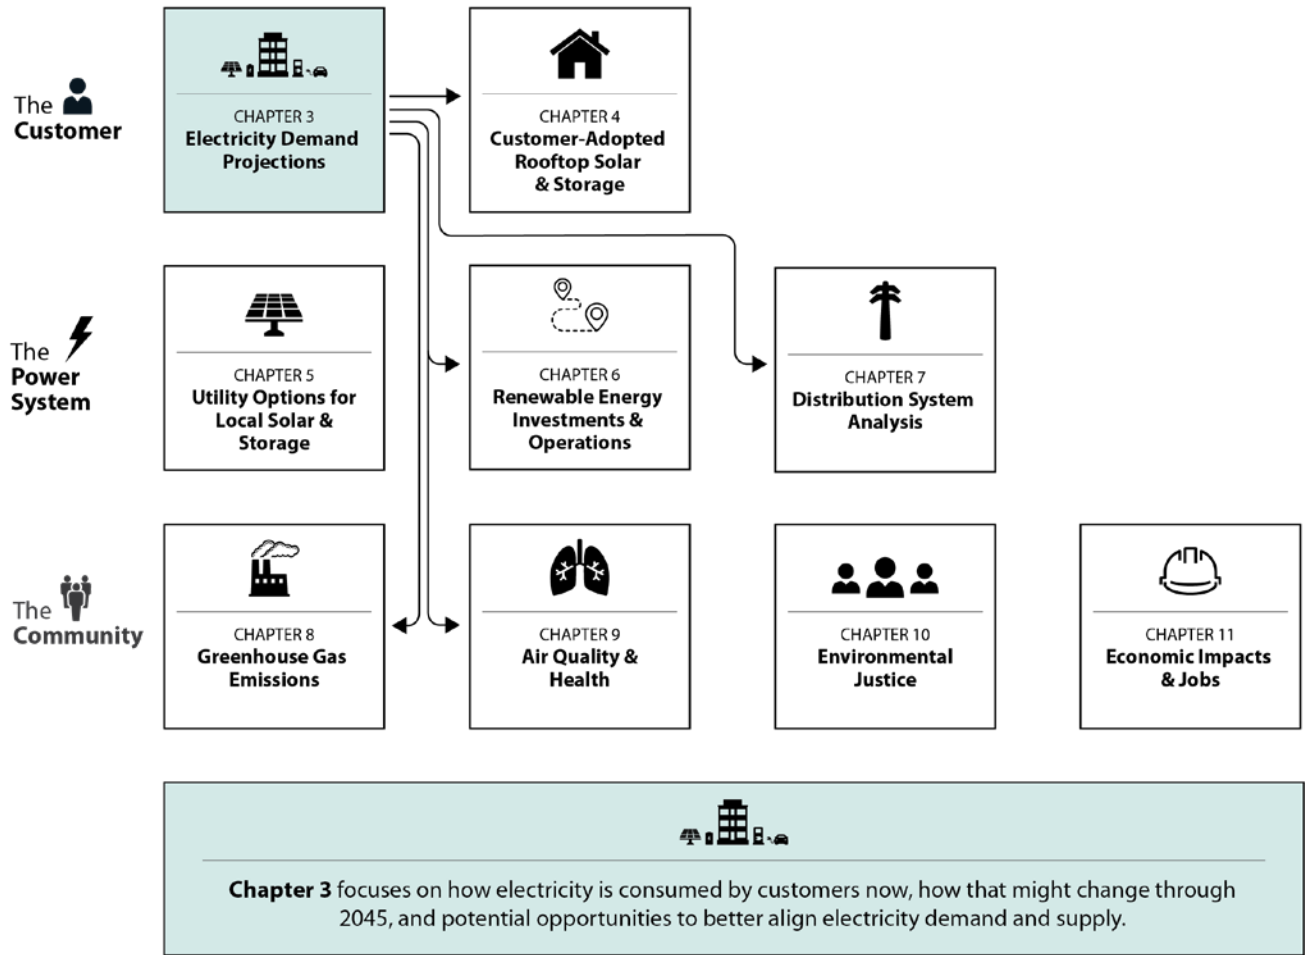 The
Customer
CHAPTER 3
Electricity Demand
Projections
CHAPTER 4
Customer-Adopted
Rooftop Solar
& Storage
The
Power
System
CHAPTER 5
Utility Options for
Local Solar &
Storage
CHAPTER 6
Renewable Energy
Investments &
Operations
CHAPTER 7
Distribution System
Analysis
The
Community
CHAPTER 8
Greenhouse Gas
Emissions
CHAPTER 9
Air Quality &
Health
CHAPTER 10
Environmental
Justice
CHAPTER 11
Economic Impacts
& Jobs
Chapter 3 focuses on how electricity is consumed by customers now, how that might change through
2045, and potential opportunities to better align electricity demand and supply.